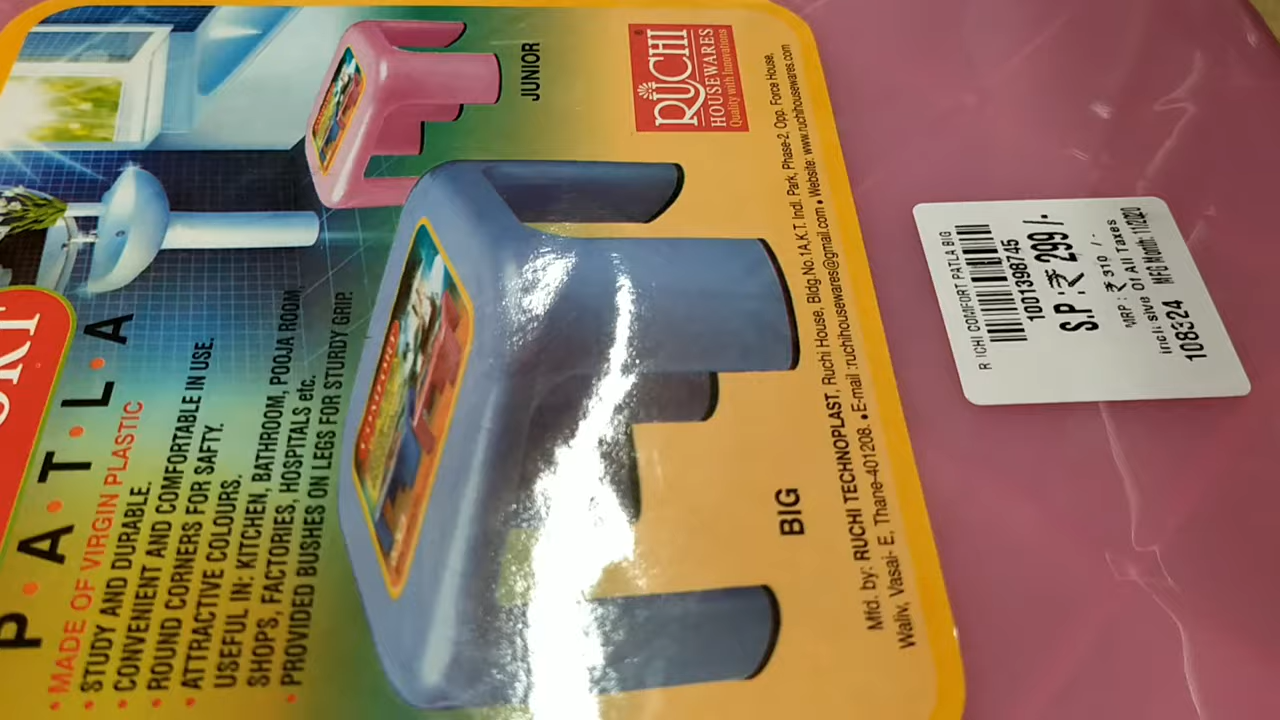 P • A • T • L • A
• MADE OF VIRGIN PLASTIC
• STUDY AND DURABLE.
• CONVENIENT AND COMFORTABLE IN USE.
• ROUND CORNERS FOR SAFTY.
• ATTRACTIVE COLOURS.
USEFUL IN: KITCHEN, BATHROOM, POOJA ROOM,
SHOPS, FACTORIES, HOSPITALS etc.
• PROVIDED BUSHES ON LEGS FOR STURDY GRIP.
JUNIOR
BIG
RUCHI
HOUSEWARES
Quality with Innovations
Mfd. by: RUCHI TECHNOPLAST, Ruchi House, Bldg.No.1A,K.T. Indl. Park, Phase-2, Opp. Force House,
Waliv, Vasai- E, Thane-401208. • E-mail :ruchihousewares@gmail.com • Website: www.ruchihousewares.com
R ICHI COMFORT PATLA BIG
1001398745
S.P : ₹ 299 /-
MRP : ₹ 310 /-
Inclusive Of All Taxes
108324 MFG Month: 11/2020